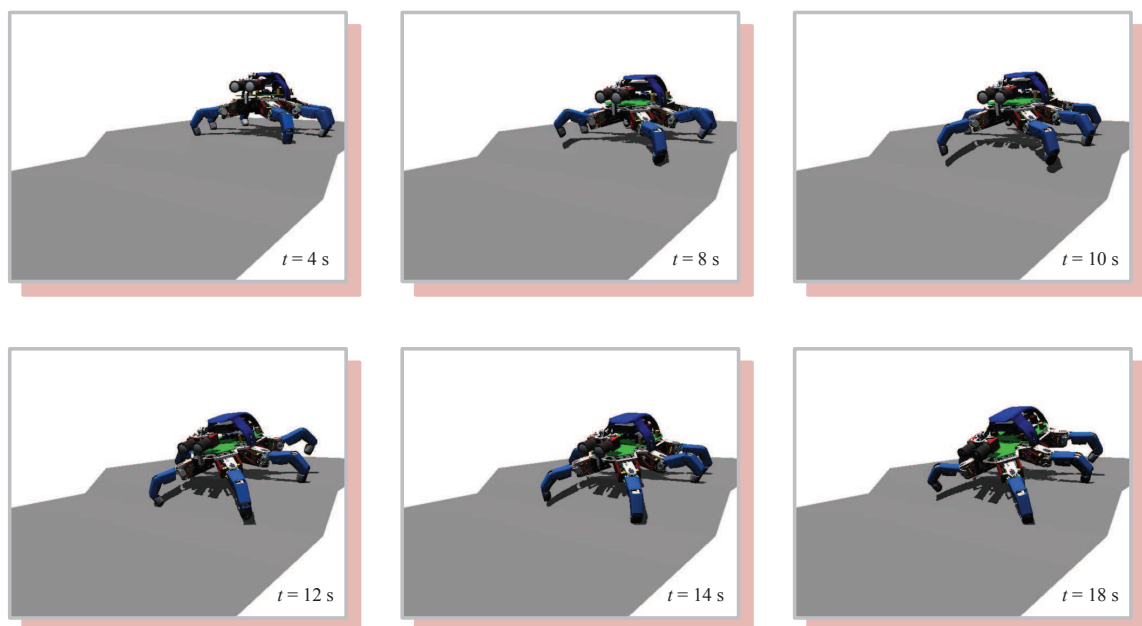 t = 4 s
t = 8 s
t = 10 s
t = 12 s
t = 14 s
t = 18 s